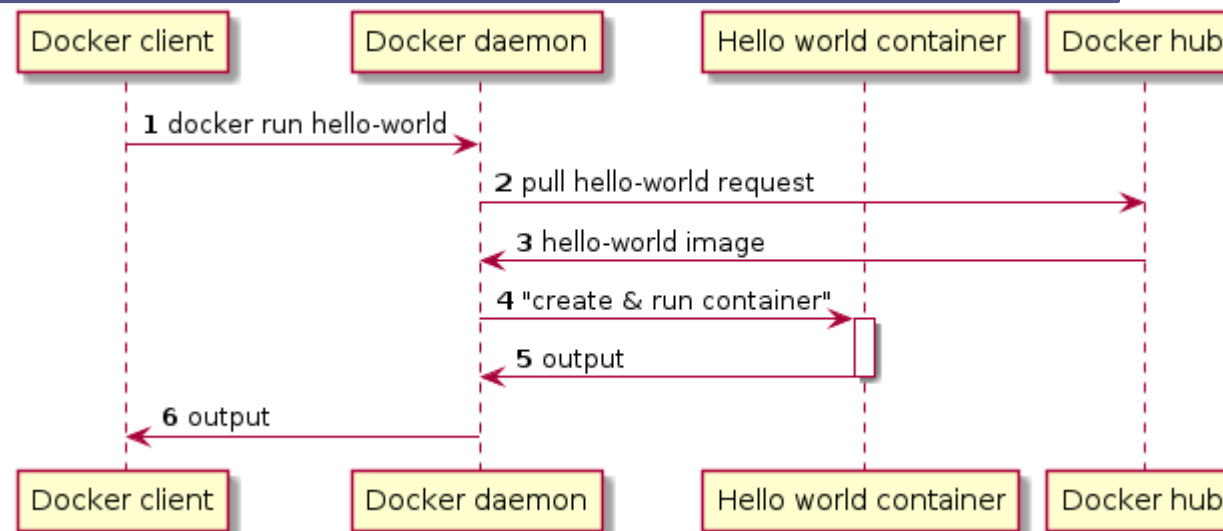 Docker client
Docker daemon
Hello world container
Docker hub
1 docker run hello-world
2 pull hello-world request
3 hello-world image
4 "create & run container"
5 output
6 output
Docker client
Docker daemon
Hello world container
Docker hub